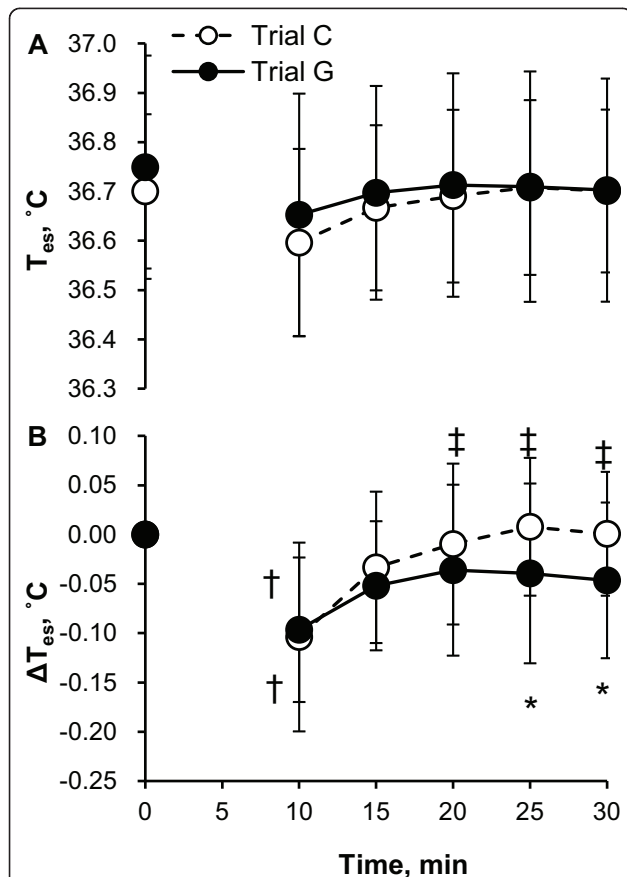 A
Trial C
Trial G
37.0
36.9
36.8
36.7
36.6
36.5
36.4
36.3
Tes, ˚C
B
0.10
0.05
0.00
-0.05
-0.10
-0.15
-0.20
-0.25
ΔTes, ˚C
‡ ‡ ‡
†
†
* *
0 5 10 15 20 25 30
Time, min